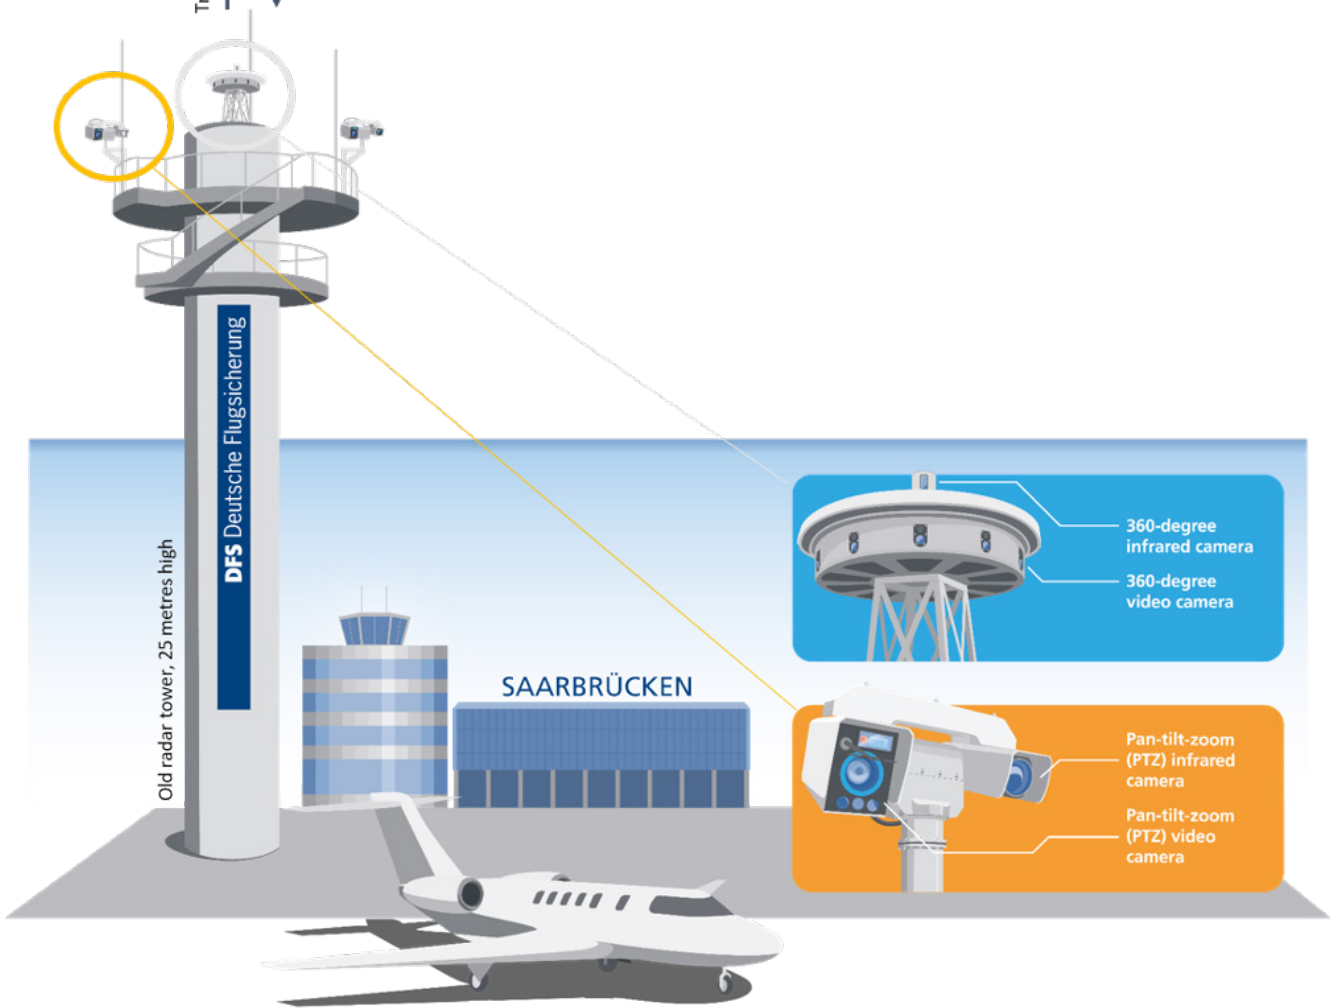 DFS Deutsche Flugsicherung
Old radar tower, 25 metres high
SAARBRÜCKEN
360-degree
infrared camera
360-degree
video camera
Pan-tilt-zoom
(PTZ) infrared
camera
Pan-tilt-zoom
(PTZ) video
camera